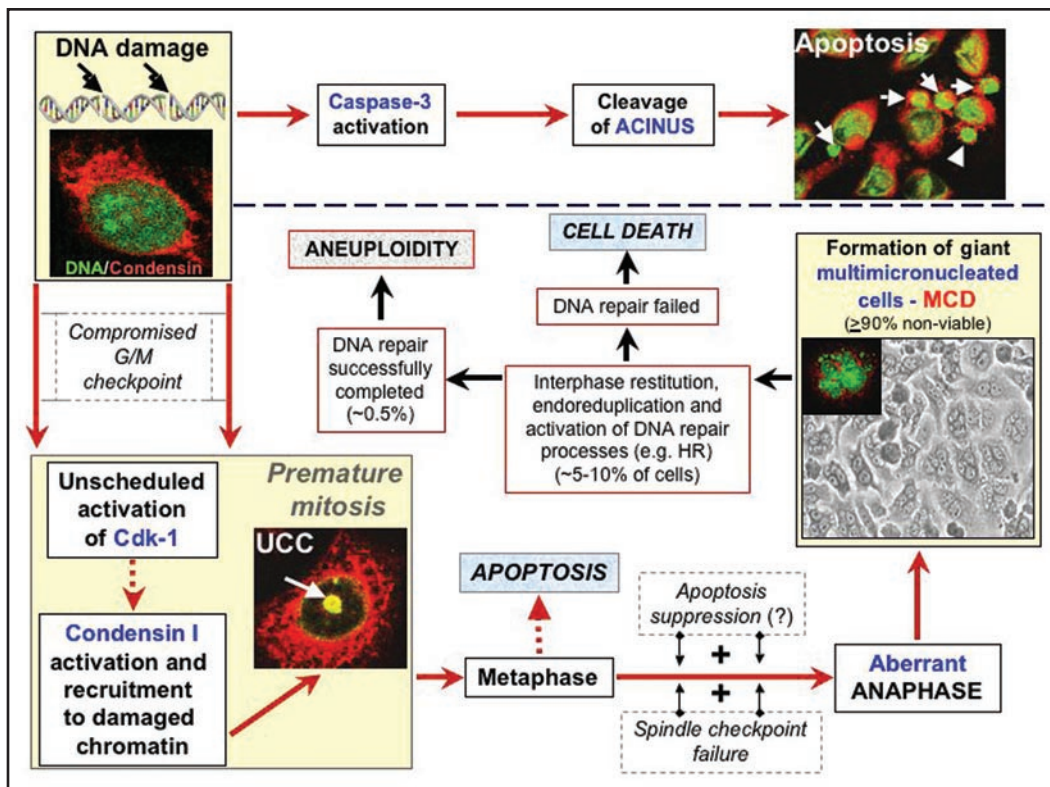 DNA damage
Caspase-3
activation
Cleavage
of ACINUS
Apoptosis
DNA/Condensin
Compromised
G/M
checkpoint
ANEUPLOIDITY
CELL DEATH
DNA repair failed
DNA repair
successfully
completed
(~0.5%)
Interphase restitution,
endoreduplication and
activation of DNA repair
processes (e.g. HR)
(~5-10% of cells)
Formation of giant
multimicronucleated
cells - MCD
(≥90% non-viable)
Premature
mitosis
Unscheduled
activation
of Cdk-1
UCC
Condensin I
activation and
recruitment
to damaged
chromatin
APOPTOSIS
Metaphase
Apoptosis
suppression (?)
+
+
Spindle checkpoint
failure
Aberrant
ANAPHASE